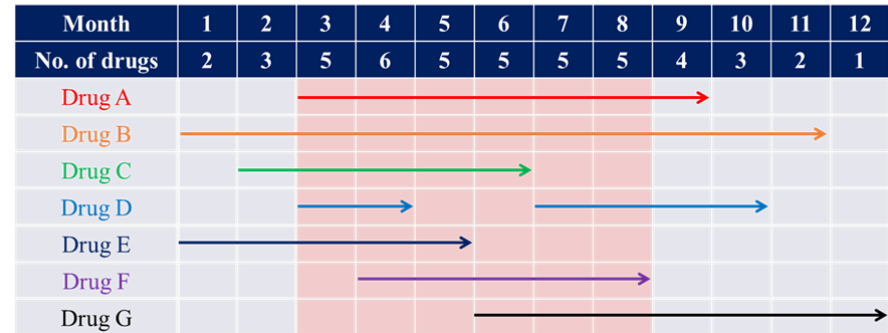 Month 1 2 3 4 5 6 7 8 9 10 11 12
No. of drugs 2 3 5 6 5 5 5 5 4 3 2 1
Drug A
Drug B
Drug C
Drug D
Drug E
Drug F
Drug G